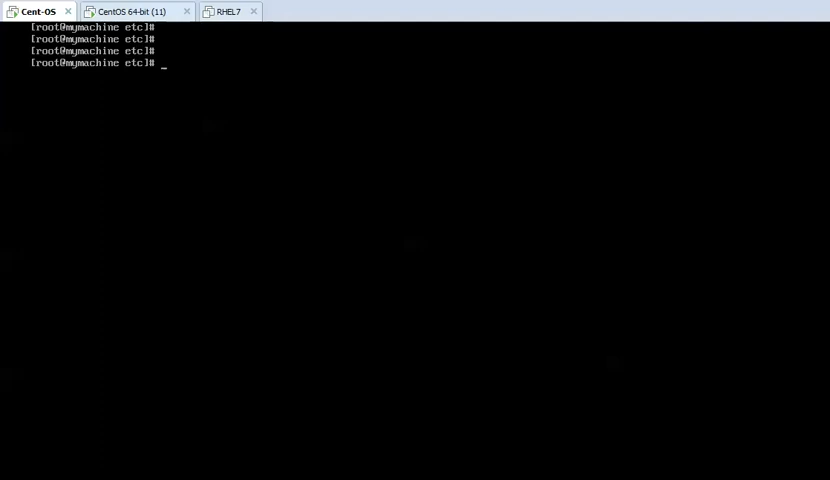 Cent-OS CentOS 64-bit (11) RHEL7
[root@mymachine etc]#
[root@mymachine etc]#
[root@mymachine etc]#
[root@mymachine etc]# _